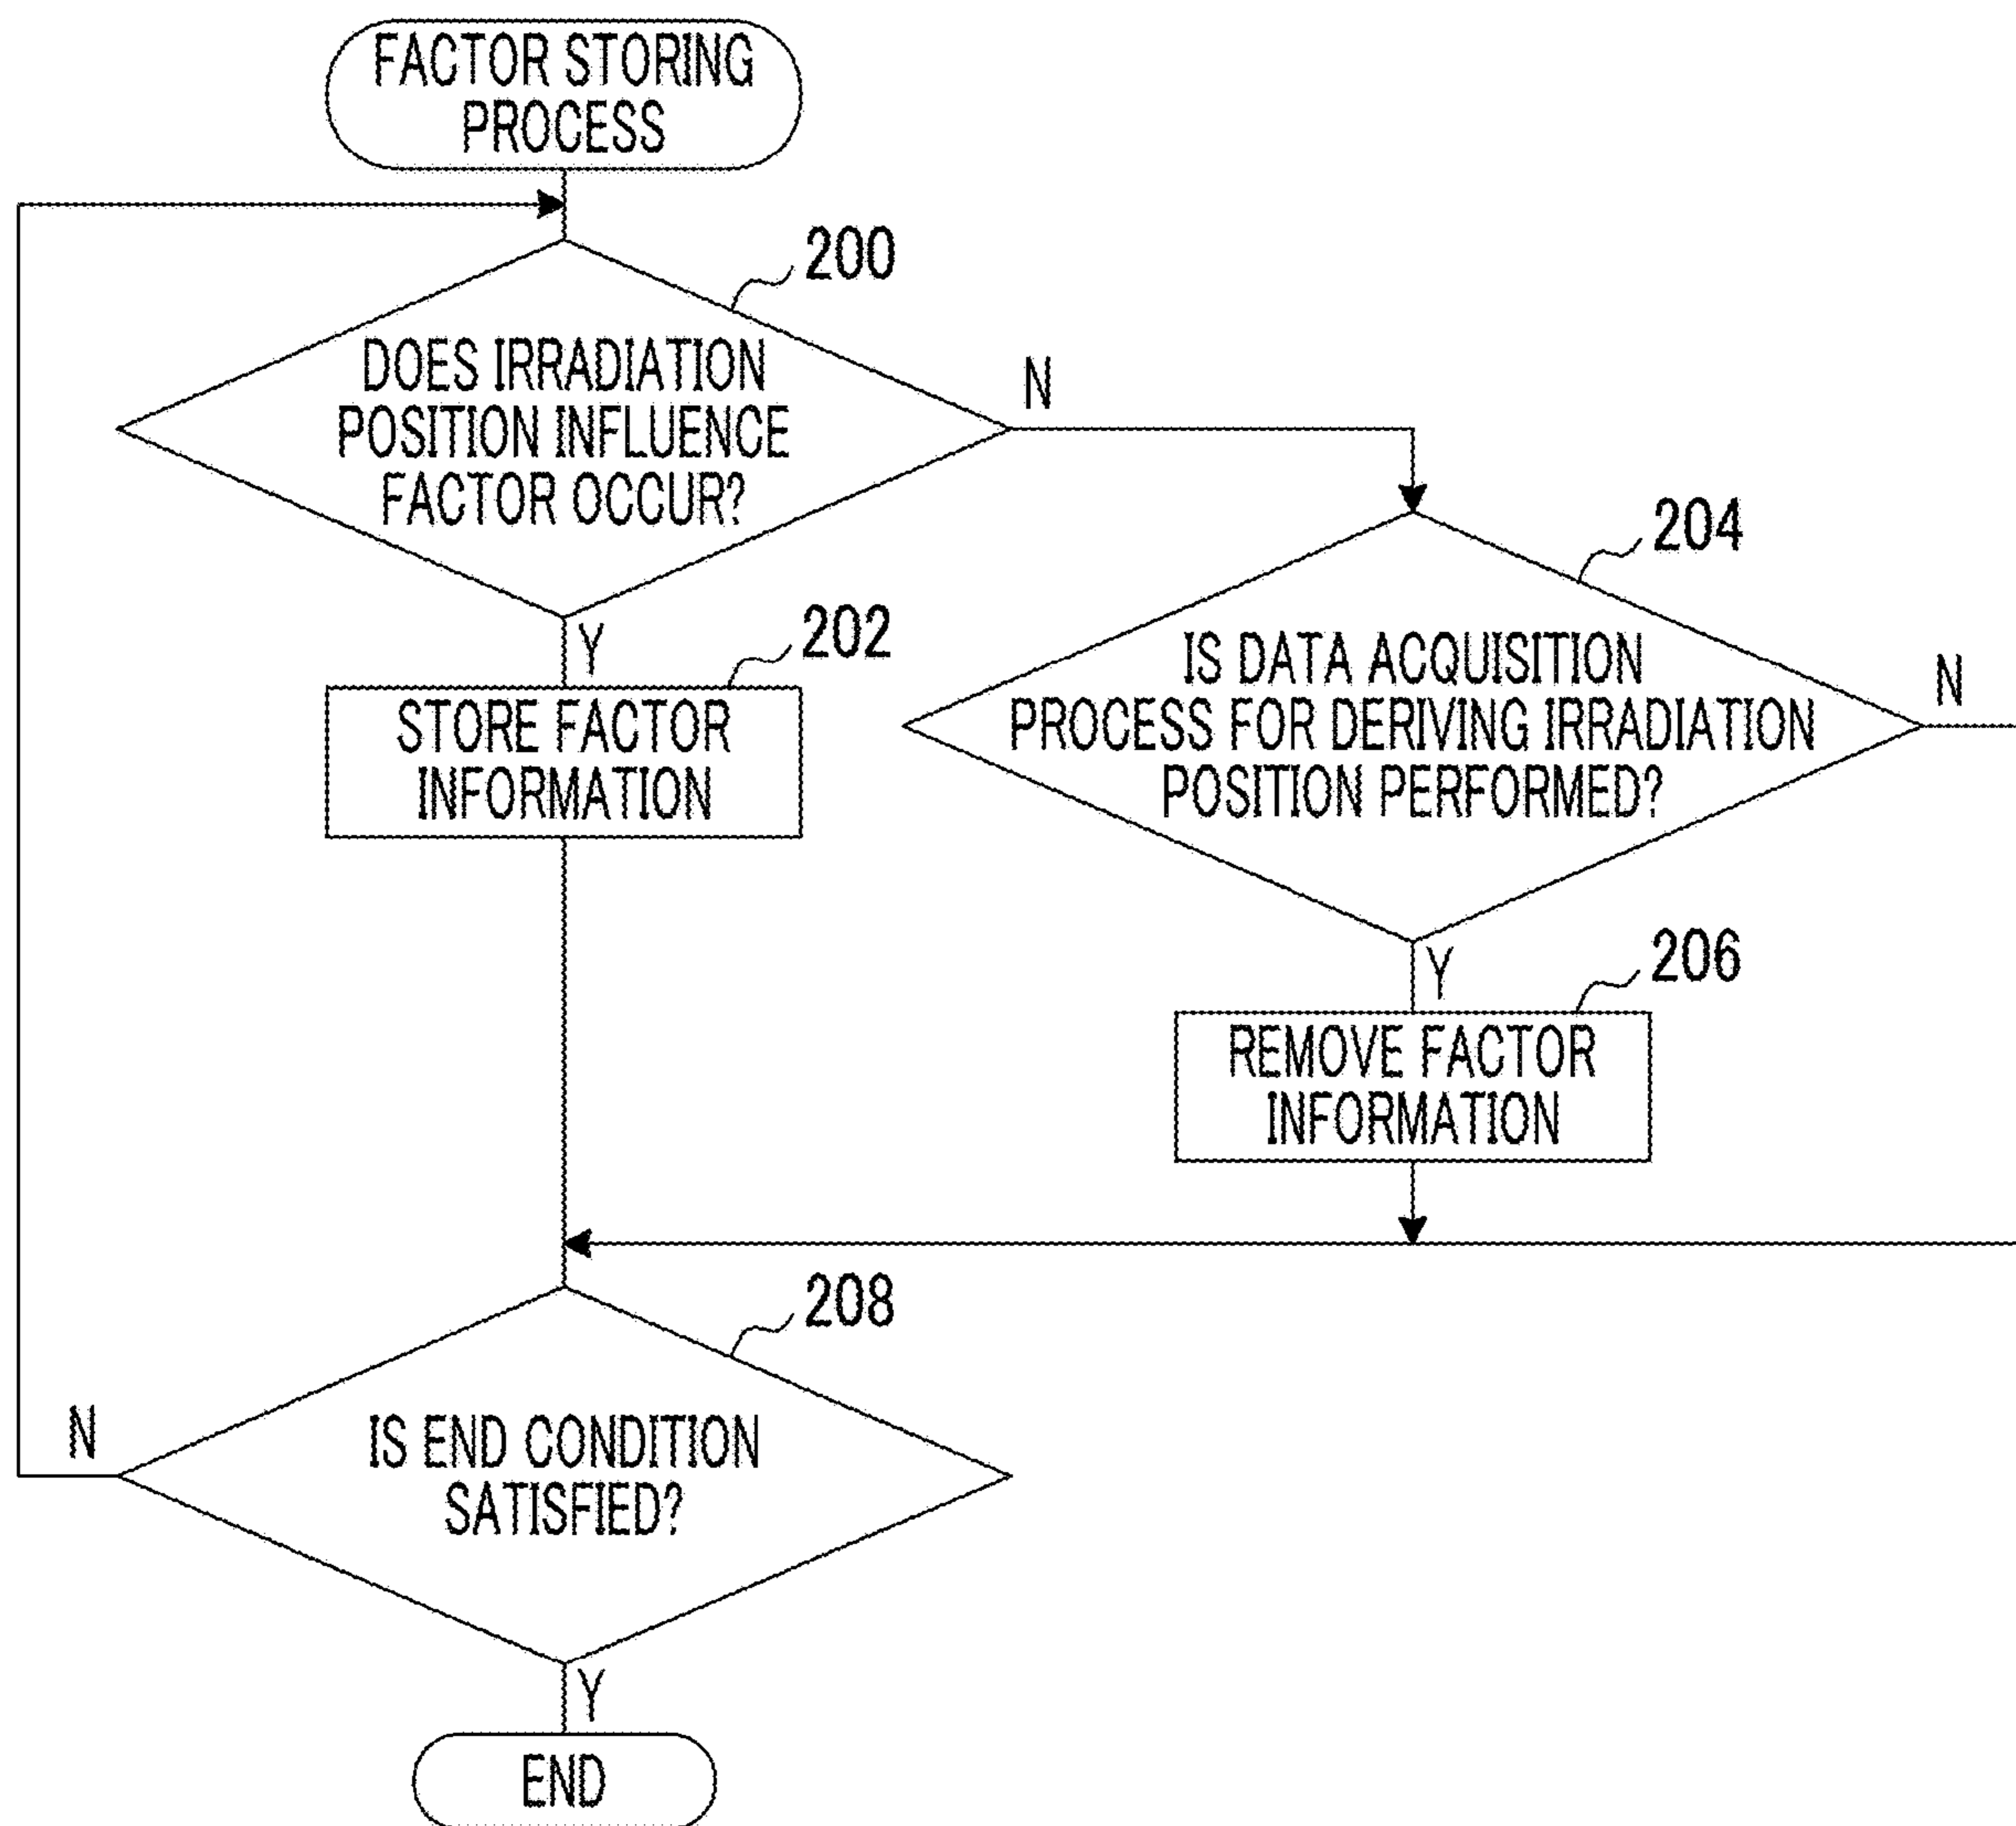 FACTOR STORING
PROCESS
200
DOES IRRADIATION
POSITION INFLUENCE
FACTOR OCCUR?
N
Y
202
STORE FACTOR
INFORMATION
204
IS DATA ACQUISITION
PROCESS FOR DERIVING IRRADIATION
POSITION PERFORMED?
N
Y
206
REMOVE FACTOR
INFORMATION
208
IS END CONDITION
SATISFIED?
N
Y
END